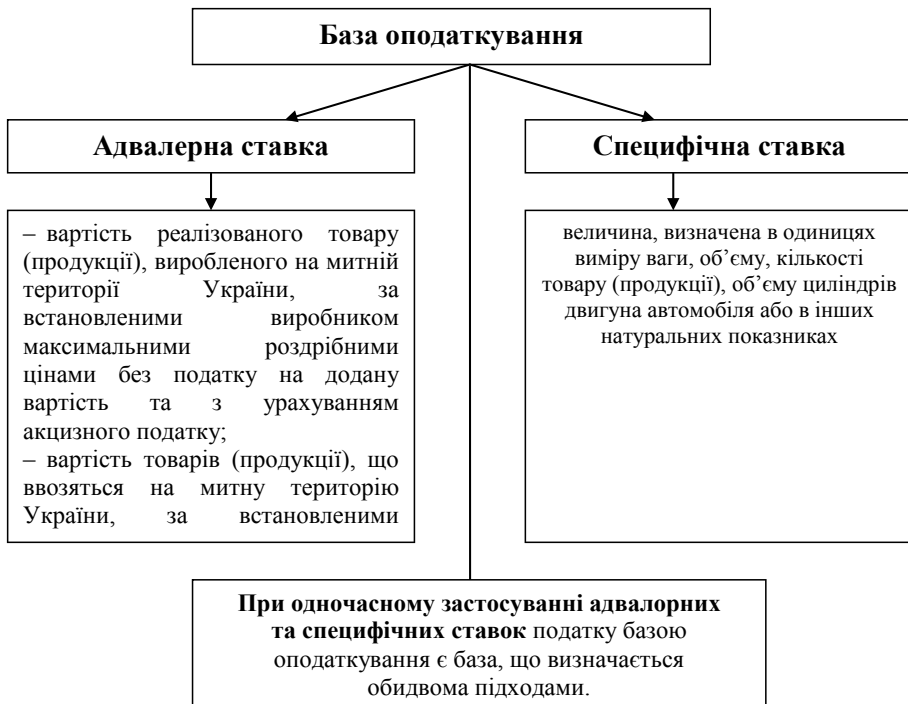 База оподаткування
Адвалерна ставка
– вартість реалізованого товару
(продукції), виробленого на митній
території України, за
встановленими виробником
максимальними роздрібними
цінами без податку на додану
вартість та з урахуванням
акцизного податку;
– вартість товарів (продукції), що
ввозяться на митну територію
України, за встановленими
Специфічна ставка
величина, визначена в одиницях
виміру ваги, об’єму, кількості
товару (продукції), об’єму циліндрів
двигуна автомобіля або в інших
натуральних показниках
При одночасному застосуванні адвалорних
та специфічних ставок податку базою
оподаткування є база, що визначається
обидвома підходами.